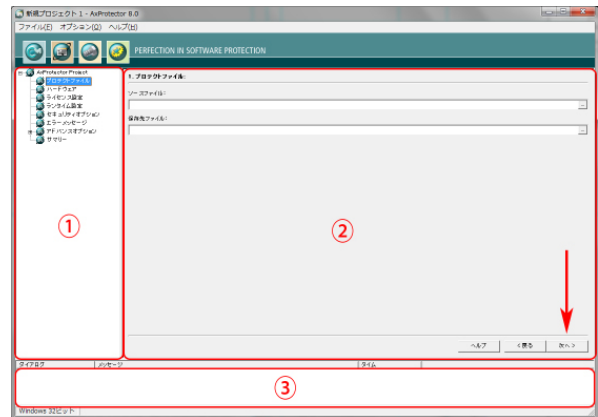 新規プロジェクト 1 - AxProtector 8.0
ファイル(F) オプション(O) ヘルプ(H)
PERFECTION IN SOFTWARE PROTECTION
AxProtector Project
プロテクトファイル
ハードウェア
ライセンス設定
ランタイム設定
セキュリティオプション
エラーメッセージ
アドバンスオプション
サマリー
①
1. プロテクトファイル:
ソースファイル:
...
保存先ファイル:
...
②
ヘルプ < 戻る 次へ >
ダイアログ メッセージ タイム
③
Windows 32ビット